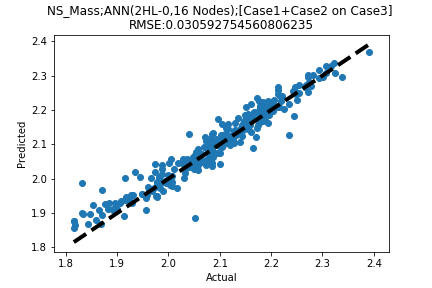 NS_Mass;ANN(2HL-0,16 Nodes);[Case1+Case2 on Case3]
RMSE:0.030592754560806235
2.4
2.3
2.2
2.1
2.0
1.9
1.8
Predicted
1.8 1.9 2.0 2.1 2.2 2.3 2.4
Actual